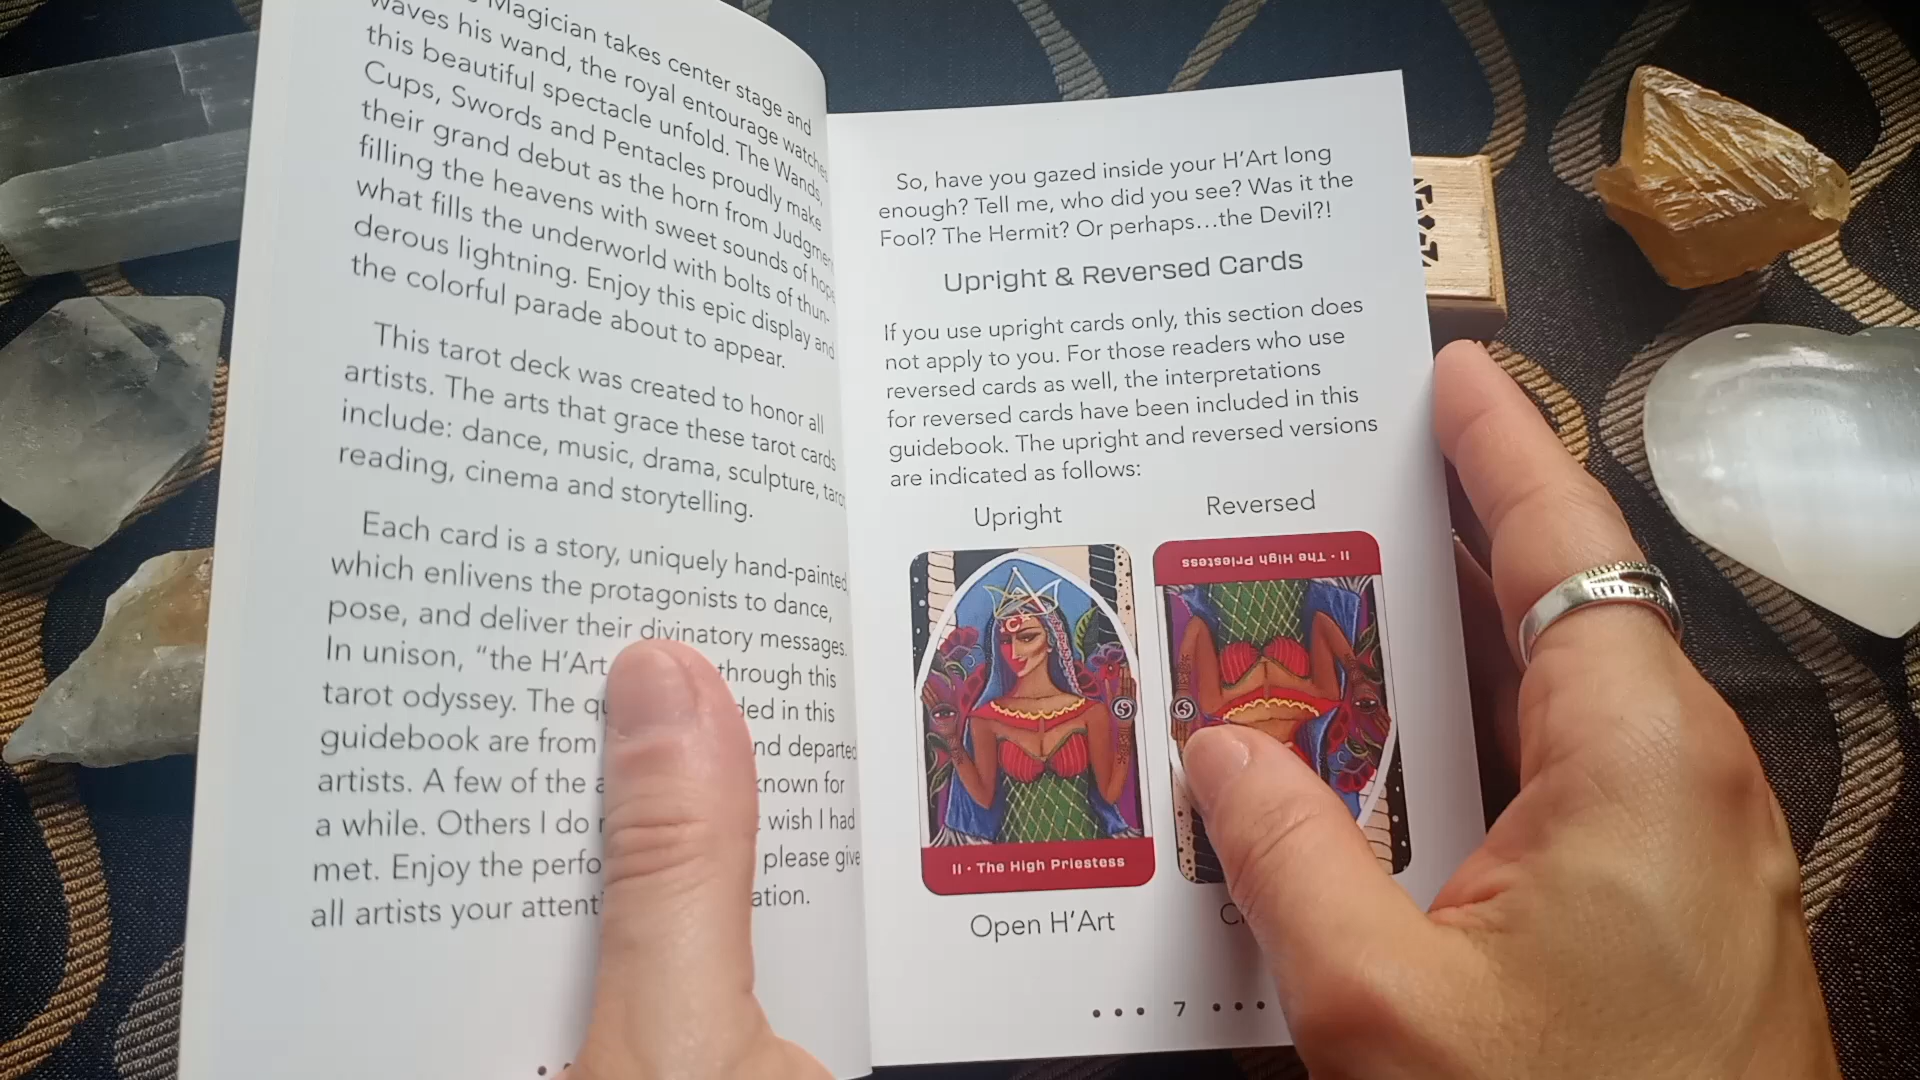 Magician takes center stage and
waves his wand, the royal entourage watches
this beautiful spectacle unfold. The Wands,
Cups, Swords and Pentacles proudly make
their grand debut as the horn from
filling the heavens with sweet sounds of hope
what fills the underworld with bolts of thun-
derous lightning. Enjoy this epic display and
the colorful parade about to appear.
This tarot deck was created to honor all
artists. The arts that grace these tarot cards
include: dance, music, drama, sculpture,
reading, cinema and storytelling.
Each card is a story, uniquely hand-painted
which enlivens the protagonists to dance,
pose, and deliver their divinatory messages.
In unison, “the H’Art through this
tarot odyssey. The in this
guidebook are from departed
artists. A few of the known for
a while. Others I do wish I had
met. Enjoy the please give
all artists your
So, have you gazed inside your H’Art long
enough? Tell me, who did you see? Was it the
Fool? The Hermit? Or perhaps...the Devil?!
Upright & Reversed Cards
If you use upright cards only, this section does
not apply to you. For those readers who use
reversed cards as well, the interpretations
for reversed cards have been included in this
guidebook. The upright and reversed versions
are indicated as follows:
Upright Reversed
II • The High Priestess
II • The High Priestess
Open H’Art
••• 7 •••
LEFT